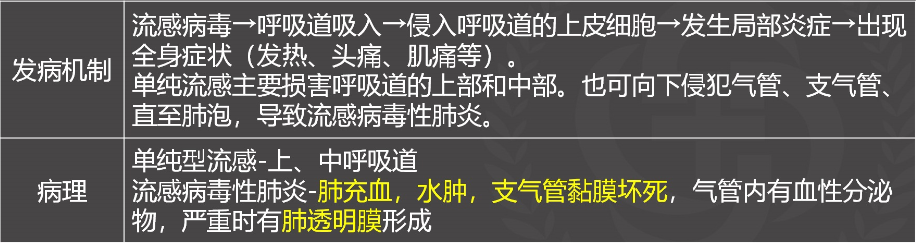 发病机制
流感病毒→呼吸道吸入→侵入呼吸道的上皮细胞→发生局部炎症→出现
全身症状（发热、头痛、肌痛等）。
单纯流感主要损害呼吸道的上部和中部。也可向下侵犯气管、支气管、
直至肺泡，导致流感病毒性肺炎。
病理
单纯型流感-上、中呼吸道
流感病毒性肺炎-肺充血，水肿，支气管黏膜坏死，气管内有血性分泌
物，严重时有肺透明膜形成